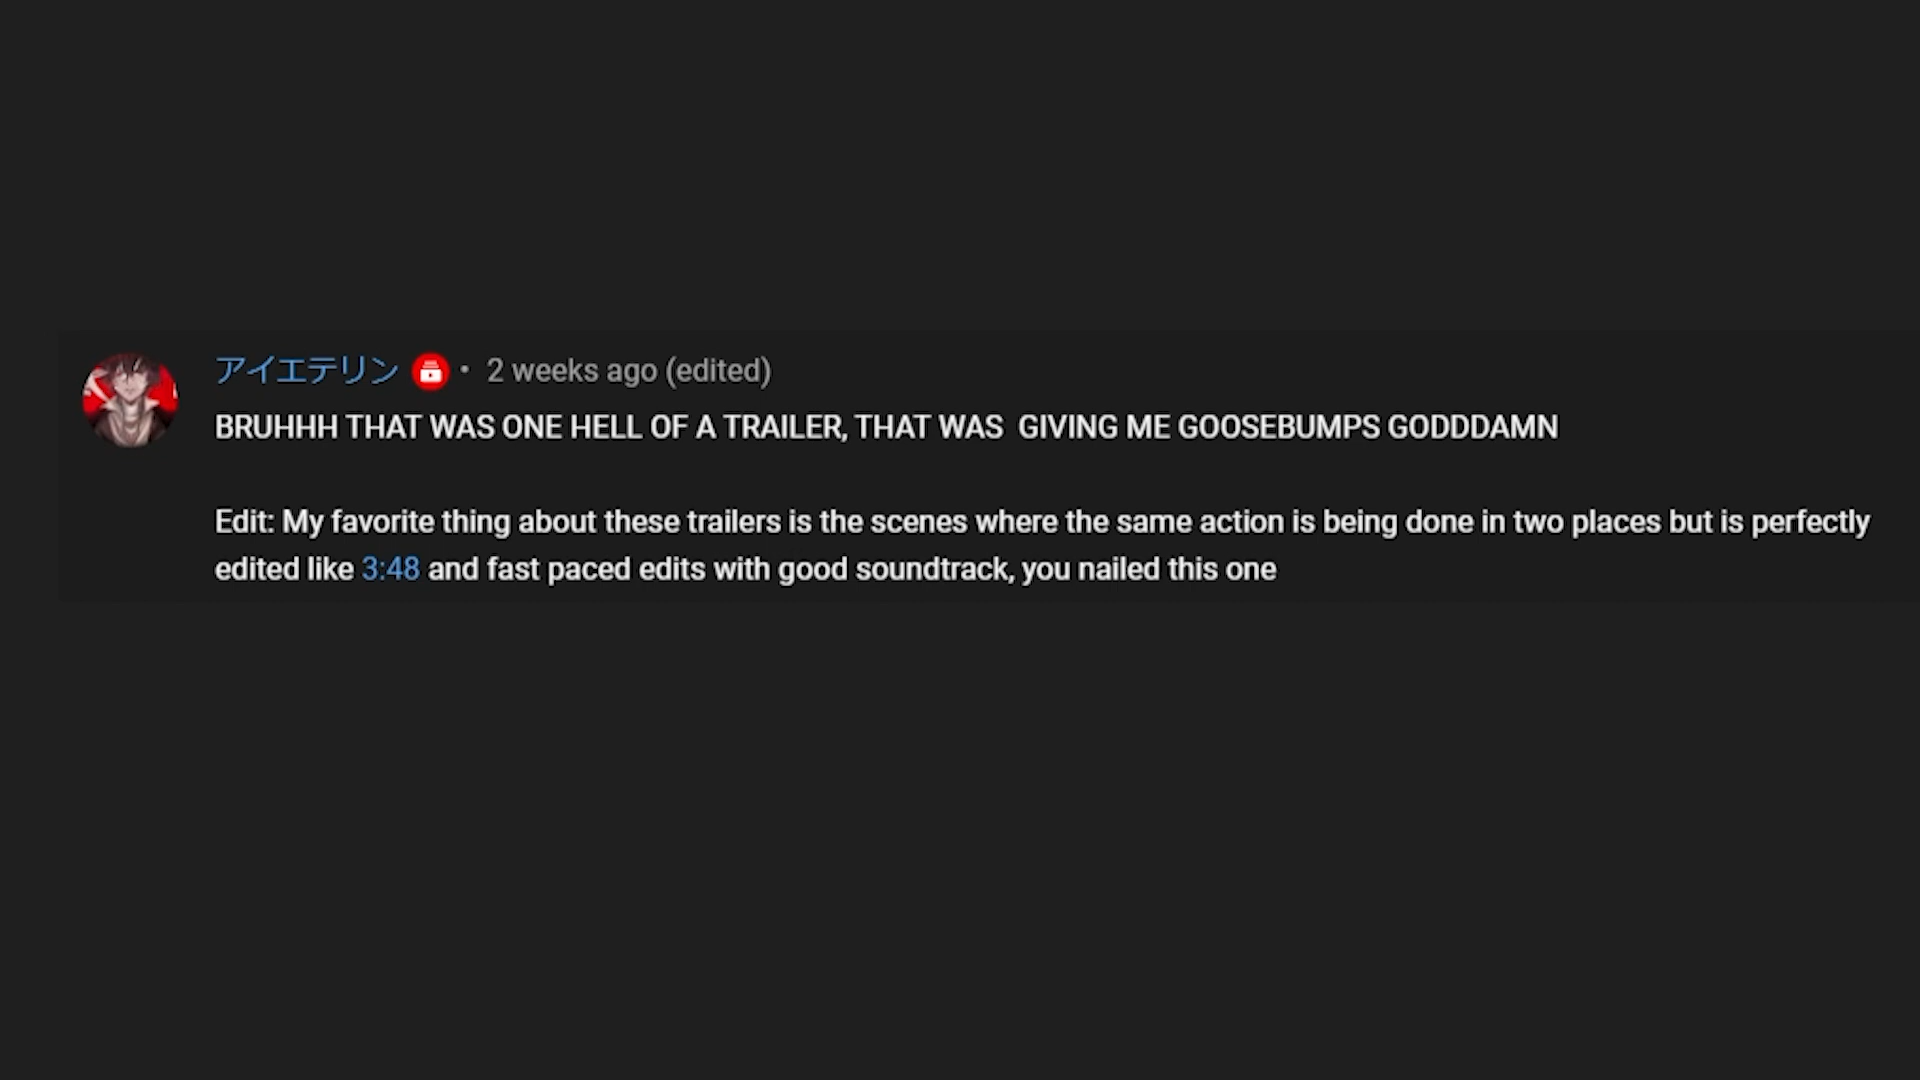 アイエテリン • 2 weeks ago (edited)
BRUHHH THAT WAS ONE HELL OF A TRAILER, THAT WAS  GIVING ME GOOSEBUMPS GODDDAMN
Edit: My favorite thing about these trailers is the scenes where the same action is being done in two places but is perfectly
edited like 3:48 and fast paced edits with good soundtrack, you nailed this one